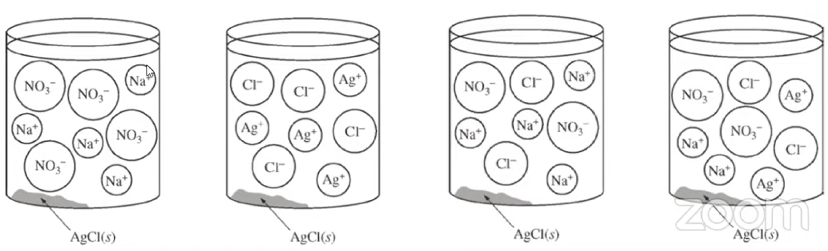 NO₃⁻
NO₃⁻
Na⁺
Na⁺
Na⁺
NO₃⁻
NO₃⁻
Na⁺
AgCl(s)
Cl⁻
Cl⁻
Ag⁺
Ag⁺
Ag⁺
Cl⁻
Cl⁻
Ag⁺
AgCl(s)
NO₃⁻
Cl⁻
Na⁺
Na⁺
Na⁺
NO₃⁻
Cl⁻
Na⁺
AgCl(s)
NO₃⁻
Cl⁻
Ag⁺
Na⁺
NO₃⁻
Cl⁻
Na⁺
Ag⁺
AgCl(s)
zoom